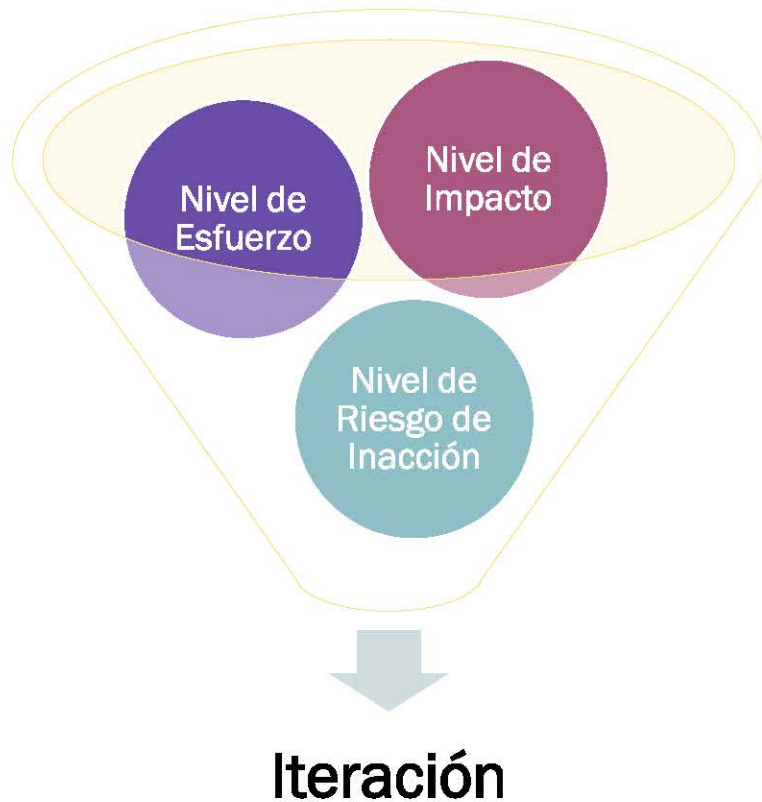 Nivel de
Esfuerzo
Nivel de
Impacto
Nivel de
Riesgo de
Inacción
Iteración